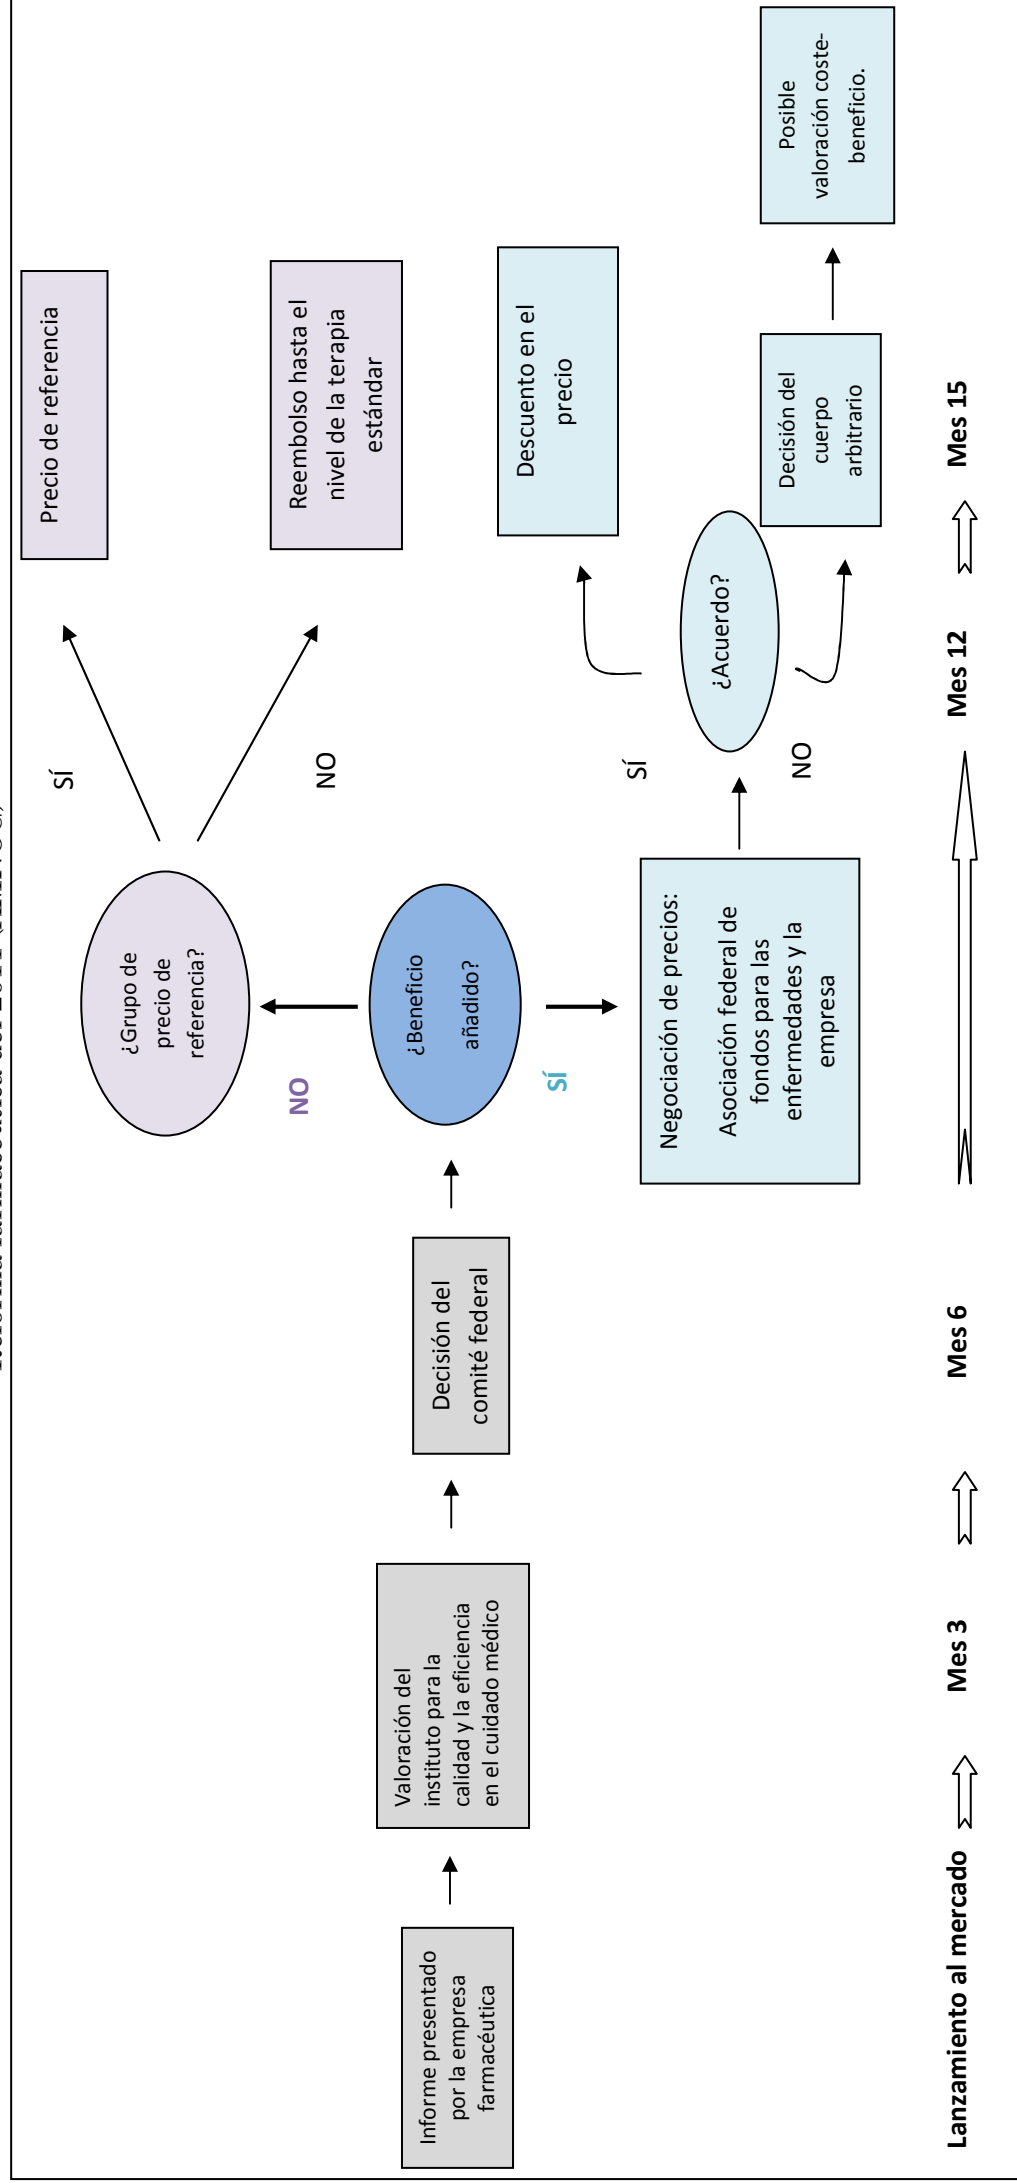 Informe presentado
por la empresa
farmacéutica
Valoración del
instituto para la
calidad y la eficiencia
en el cuidado médico
Decisión del
comité federal
¿Beneficio
añadido?
NO
SÍ
¿Grupo de
precio de
referencia?
SÍ
NO
Precio de referencia
Reembolso hasta el
nivel de la terapia
estándar
Negociación de precios:
Asociación federal de
fondos para las
enfermedades y la
empresa
¿Acuerdo?
SÍ
NO
Descuento en el
precio
Decisión del
cuerpo
arbitrario
Posible
valoración coste-
beneficio.
Lanzamiento al mercado
Mes 3
Mes 6
Mes 12
Mes 15